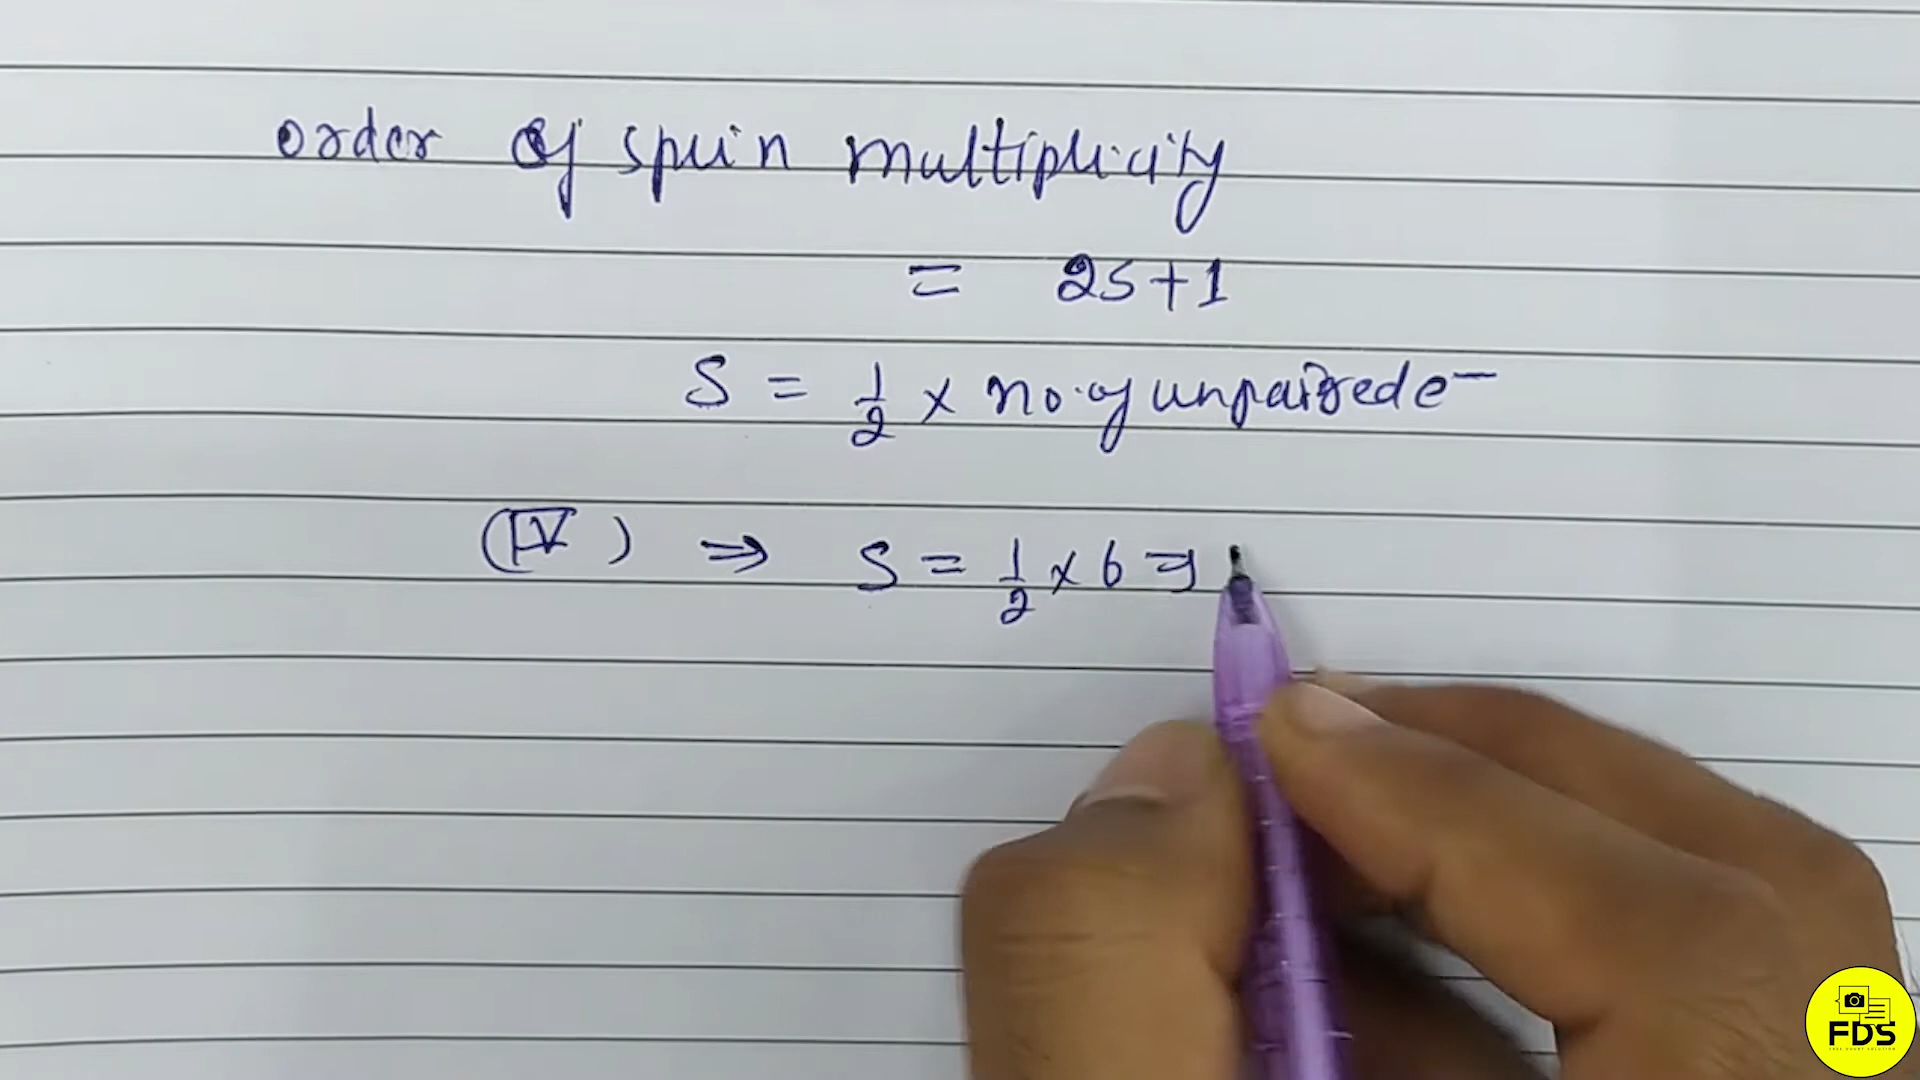 order of spin multiplicity
= 2S+1
S = 1/2 × no. of unpaired e⁻
(IV) ⇒ S = 1/2 × 6 =
FDS